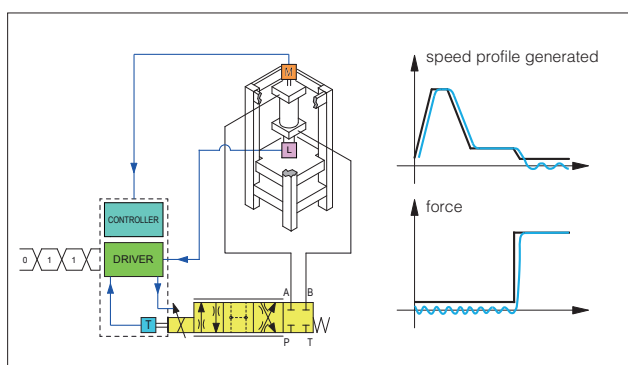 speed profile generated
M
L
CONTROLLER
force
0 1 1
DRIVER
A B
T
P T